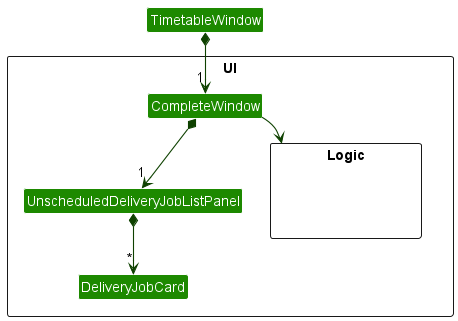 TimetableWindow
UI
1
CompleteWindow
Logic
1
UnscheduledDeliveryJobListPanel
*
DeliveryJobCard